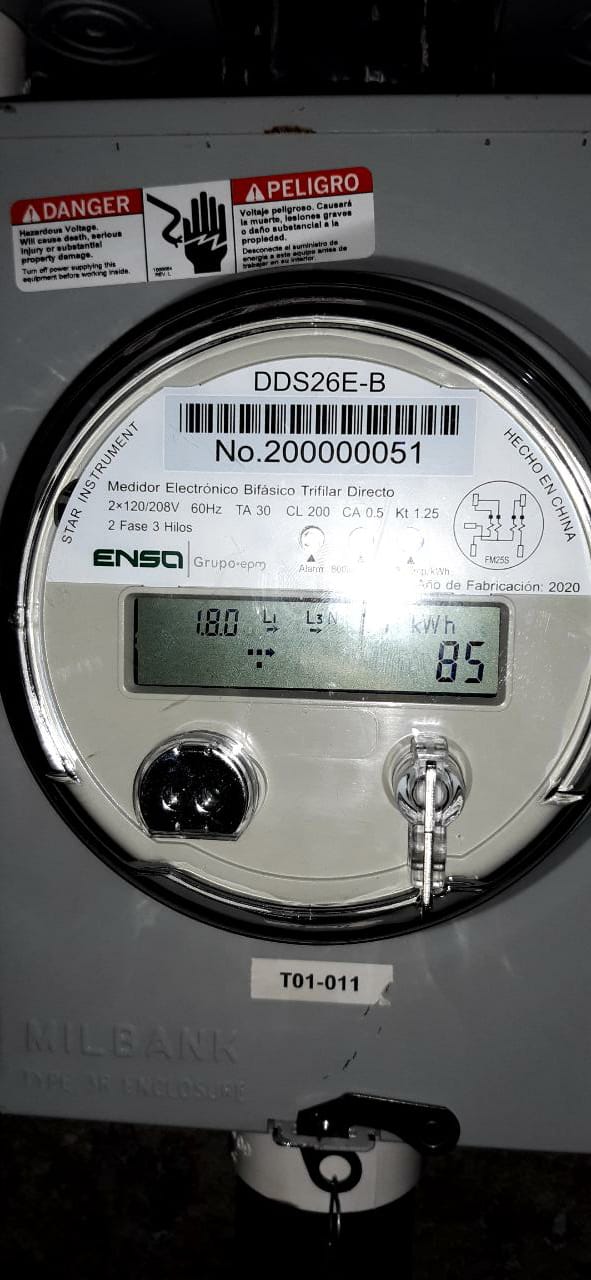 DANGER
Hazardous Voltage.
Will cause death, serious
injury or substantial
property damage.
Turn off power supplying this
equipment before working inside.
PELIGRO
Voltaje peligroso. Causará
la muerte, lesiones graves
o daño substancial a la
propiedad.
Desconecte el suministro de
energía a este equipo antes de
trabajar en su interior.
DDS26E-B
No.200000051
STAR INSTRUMENT
HECHO EN CHINA
Medidor Electrónico Bifásico Trifilar Directo
2×120/208V 60Hz TA 30 CL 200 CA 0.5 Kt 1.25
2 Fase 3 Hilos
FM25S
ENSA Grupo·epm
Alarm
Año de Fabricación: 2020
1.8.0 L1 L3 N kWh
85
T01-011
MILBANK
TYPE 3R ENCLOSURE